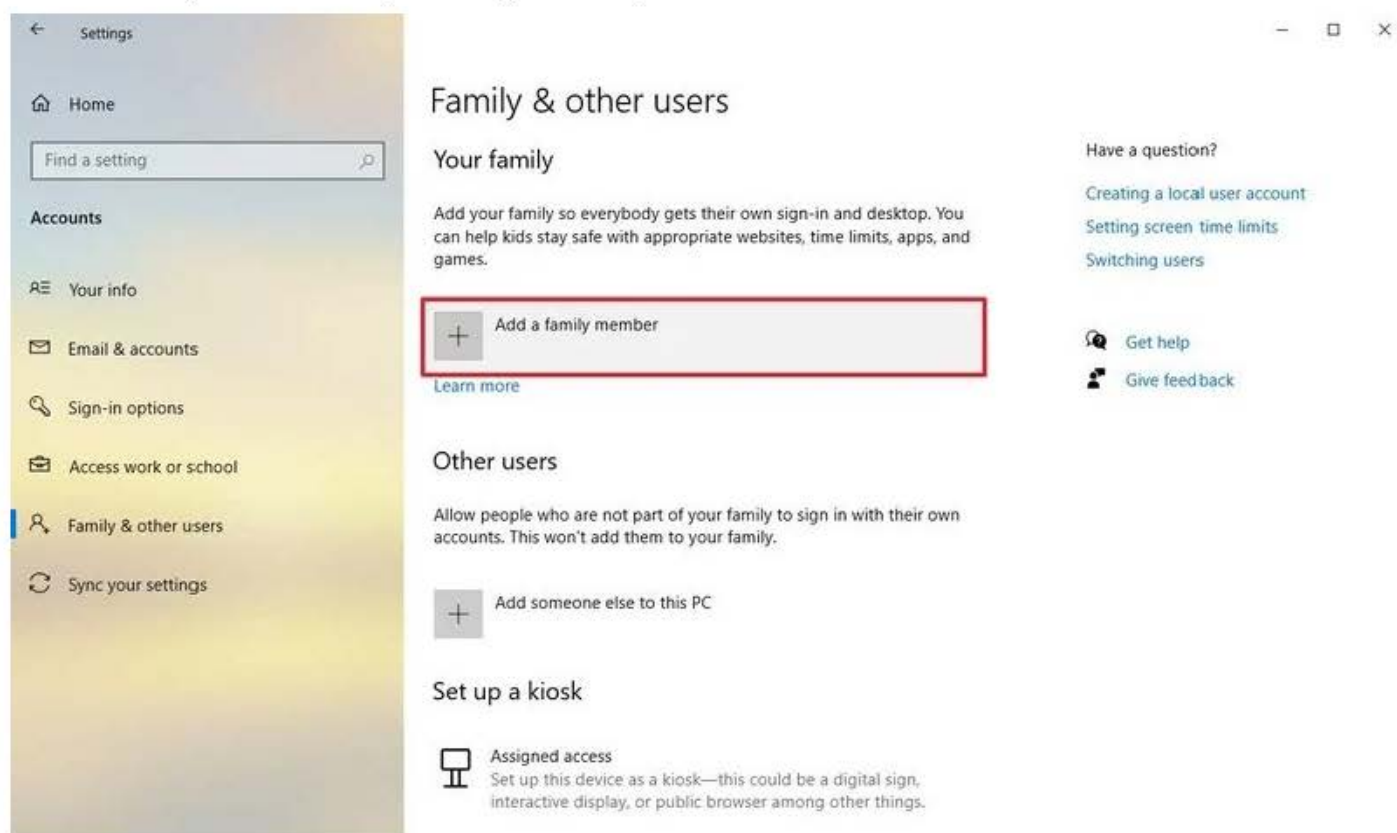 Settings
Home
Find a setting
Accounts
Your info
Email & accounts
Sign-in options
Access work or school
Family & other users
Sync your settings
Family & other users
Your family
Add your family so everybody gets their own sign-in and desktop. You
can help kids stay safe with appropriate websites, time limits, apps, and
games.
Add a family member
Learn more
Other users
Allow people who are not part of your family to sign in with their own
accounts. This won't add them to your family.
Add someone else to this PC
Set up a kiosk
Assigned access
Set up this device as a kiosk—this could be a digital sign,
interactive display, or public browser among other things.
Have a question?
Creating a local user account
Setting screen time limits
Switching users
Get help
Give feedback